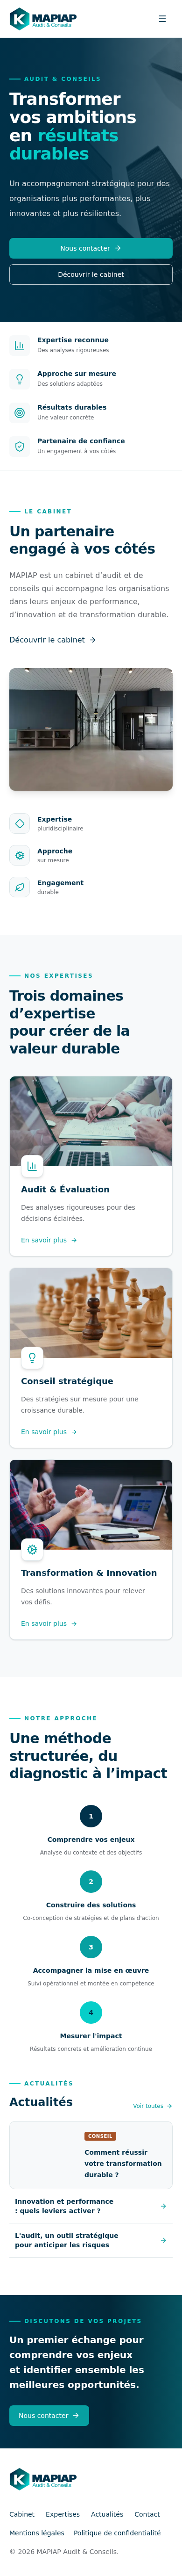 MAPIAP
Audit & Conseils
AUDIT & CONSEILS
Transformer
vos ambitions
en résultats
durables
Un accompagnement stratégique pour des
organisations plus performantes, plus
innovantes et plus résilientes.
Nous contacter
Découvrir le cabinet
Expertise reconnue
Des analyses rigoureuses
Approche sur mesure
Des solutions adaptées
Résultats durables
Une valeur concrète
Partenaire de confiance
Un engagement à vos côtés
LE CABINET
Un partenaire
engagé à vos côtés
MAPIAP est un cabinet d’audit et de
conseil qui accompagne les organisations
dans leurs enjeux de performance,
d’innovation et de transformation durable.
Découvrir le cabinet
Expertise
pluridisciplinaire
Approche
sur mesure
Engagement
durable
NOS EXPERTISES
Trois domaines
d’expertise
pour créer de la
valeur durable
Audit & Évaluation
Des analyses rigoureuses pour des
décisions éclairées.
En savoir plus
Conseil stratégique
Des stratégies sur mesure pour une
croissance durable.
En savoir plus
Transformation & Innovation
Des solutions innovantes pour relever
vos défis.
En savoir plus
NOTRE APPROCHE
Une méthode
structurée, du
diagnostic à l’impact
1
Comprendre vos enjeux
Analyse du contexte et des objectifs
2
Construire des solutions
Co-conception de stratégies et de plans d’action
3
Accompagner la mise en œuvre
Suivi opérationnel et montée en compétence
4
Mesurer l'impact
Résultats concrets et amélioration continue
ACTUALITÉS
Actualités
Voir toutes
CONSEIL
Comment réussir
votre transformation
durable ?
Innovation et performance
: quels leviers activer ?
L'audit, un outil stratégique
pour anticiper les risques
DISCUTONS DE VOS PROJETS
Un premier échange pour
comprendre vos enjeux
et identifier ensemble les
meilleures opportunités.
Nous contacter
MAPIAP
Audit & Conseils
Cabinet Expertises Actualités Contact
Mentions légales Politique de confidentialité
© 2026 MAPIAP Audit & Conseils.